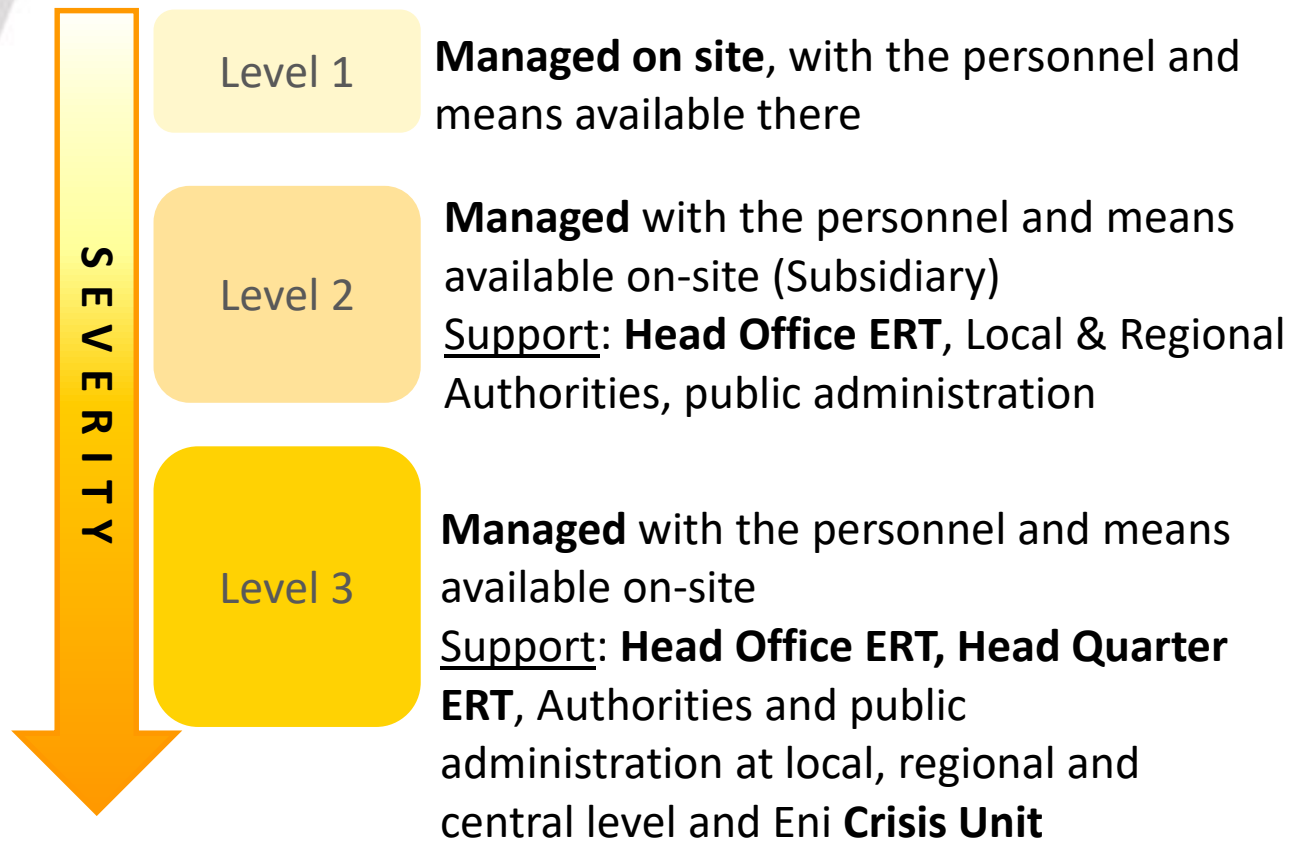 SEVERITY
Level 1
Managed on site, with the personnel and
means available there
Level 2
Managed with the personnel and means
available on-site (Subsidiary)
Support: Head Office ERT, Local & Regional
Authorities, public administration
Level 3
Managed with the personnel and means
available on-site
Support: Head Office ERT, Head Quarter
ERT, Authorities and public
administration at local, regional and
central level and Eni Crisis Unit